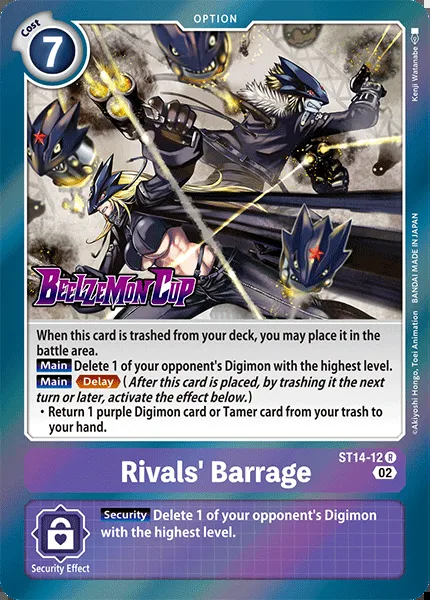 OPTION
Cost
7
Kenji Watanabe
BEELZEMON CUP
When this card is trashed from your deck, you may place it in the
battle area.
Main Delete 1 of your opponent's Digimon with the highest level.
Main Delay (After this card is placed, by trashing it the next
turn or later, activate the effect below.)
・Return 1 purple Digimon card or Tamer card from your trash to
your hand.
©Akiyoshi Hongo, Toei Animation BANDAI MADE IN JAPAN
ST14-12 R
Rivals' Barrage
02
Security Delete 1 of your opponent's Digimon
with the highest level.
Security Effect